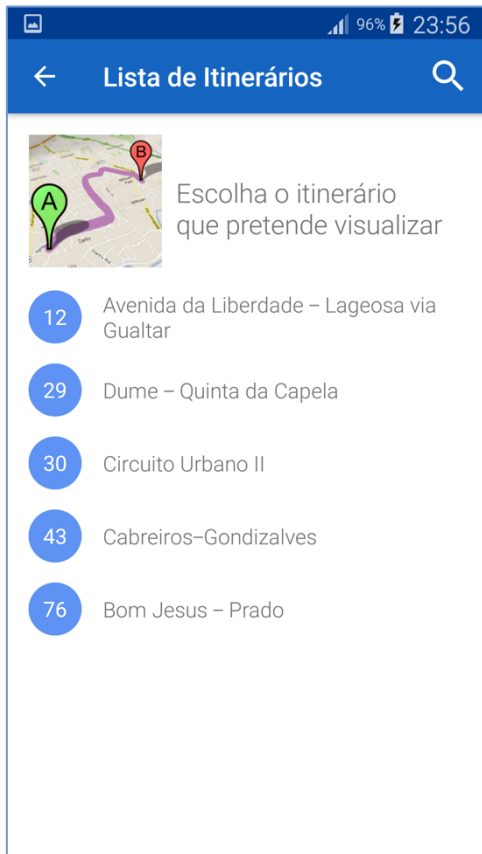 96% 23:56
Lista de Itinerários
A
B
Escolha o itinerário
que pretende visualizar
12
Avenida da Liberdade – Lageosa via
Gualtar
29 Dume – Quinta da Capela
30 Circuito Urbano II
43 Cabreiros–Gondizalves
76 Bom Jesus – Prado